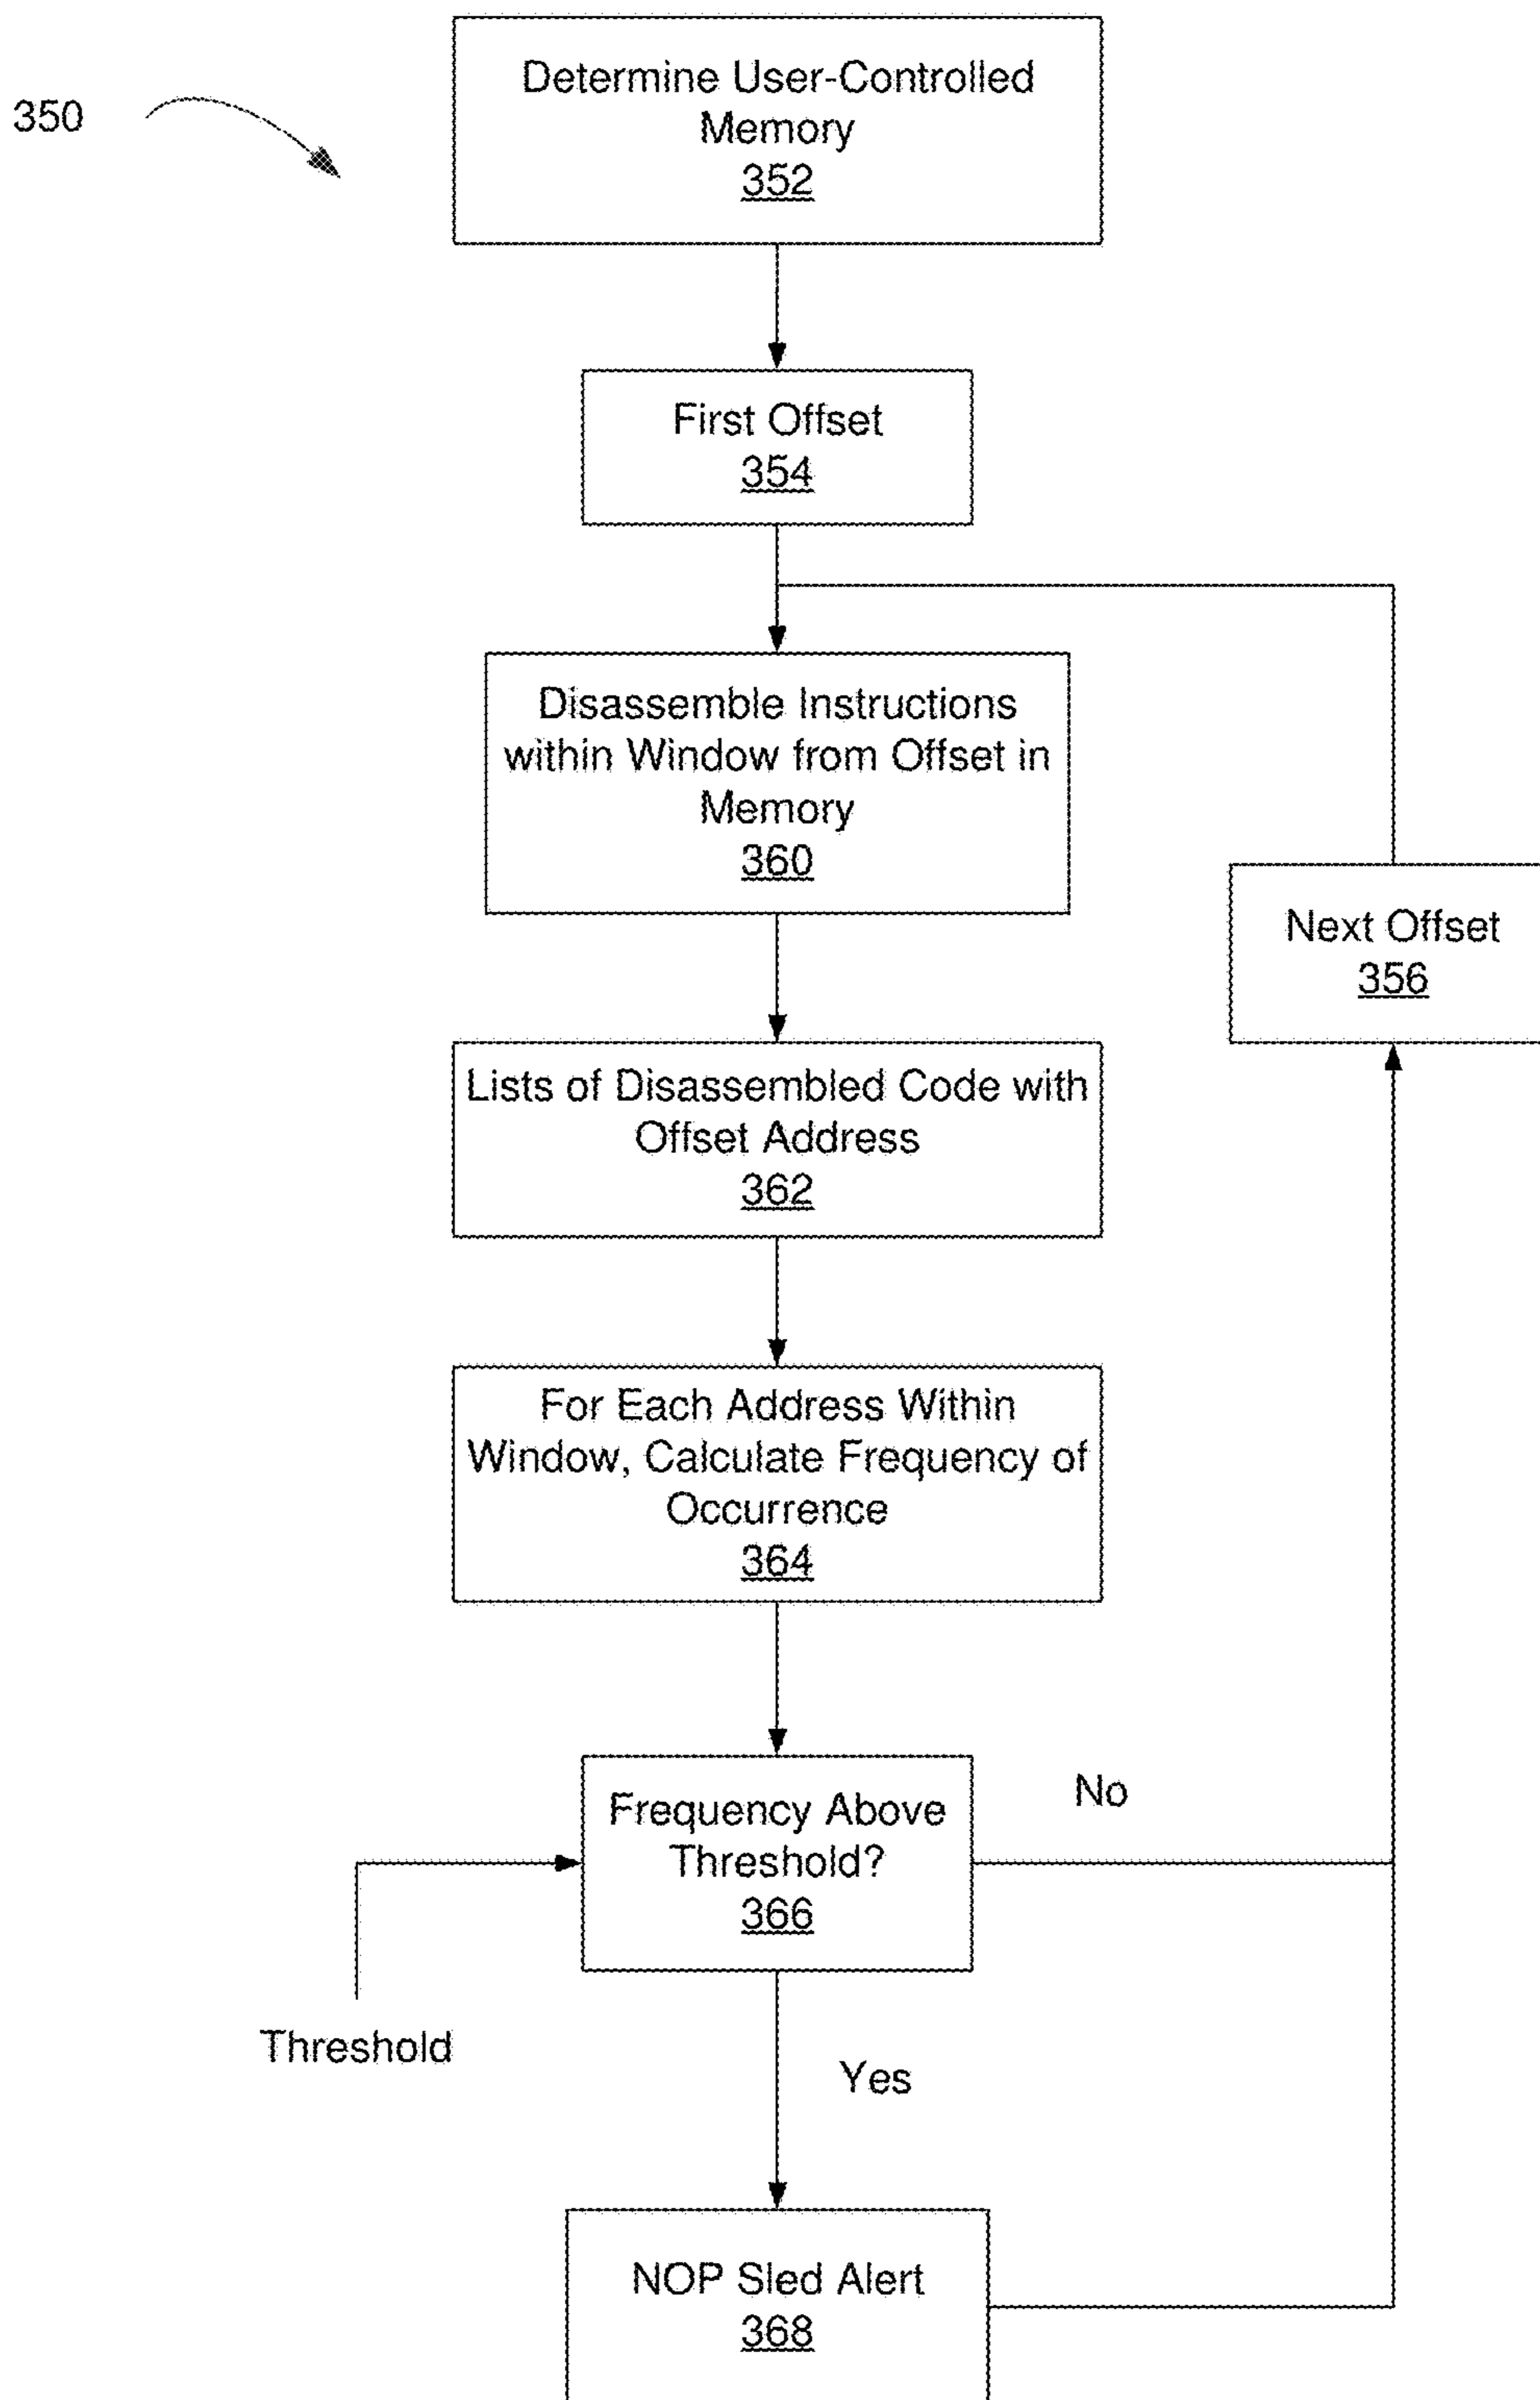 350
Determine User-Controlled
Memory
352
First Offset
354
Disassemble Instructions
within Window from Offset in
Memory
360
Next Offset
356
Lists of Disassembled Code with
Offset Address
362
For Each Address Within
Window, Calculate Frequency of
Occurrence
364
Frequency Above
Threshold?
366
No
Threshold
Yes
NOP Sled Alert
368